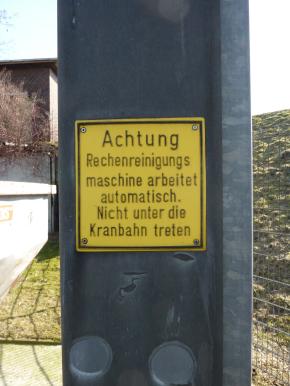 Achtung
Rechenreinigungs
maschine arbeitet
automatisch.
Nicht unter die
Kranbahn treten